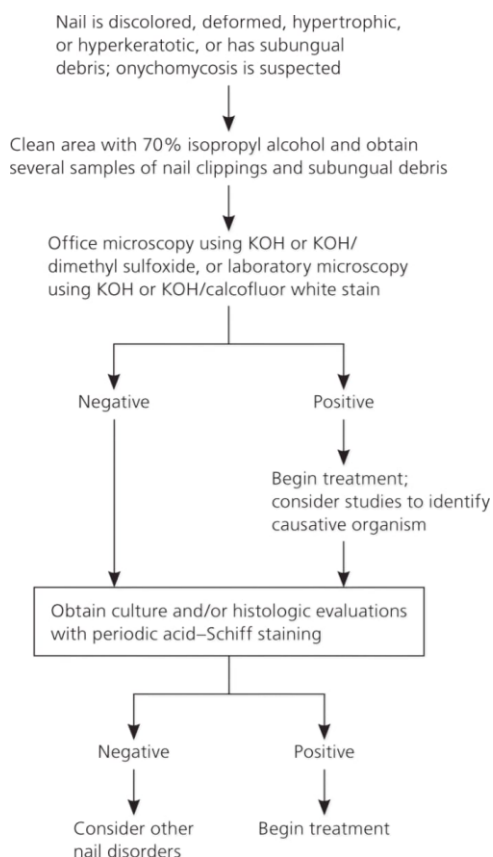 Nail is discolored, deformed, hypertrophic,
or hyperkeratotic, or has subungual
debris; onychomycosis is suspected
Clean area with 70% isopropyl alcohol and obtain
several samples of nail clippings and subungual debris
Office microscopy using KOH or KOH/
dimethyl sulfoxide, or laboratory microscopy
using KOH or KOH/calcofluor white stain
Negative
Positive
Begin treatment;
consider studies to identify
causative organism
Obtain culture and/or histologic evaluations
with periodic acid–Schiff staining
Negative
Positive
Consider other
nail disorders
Begin treatment